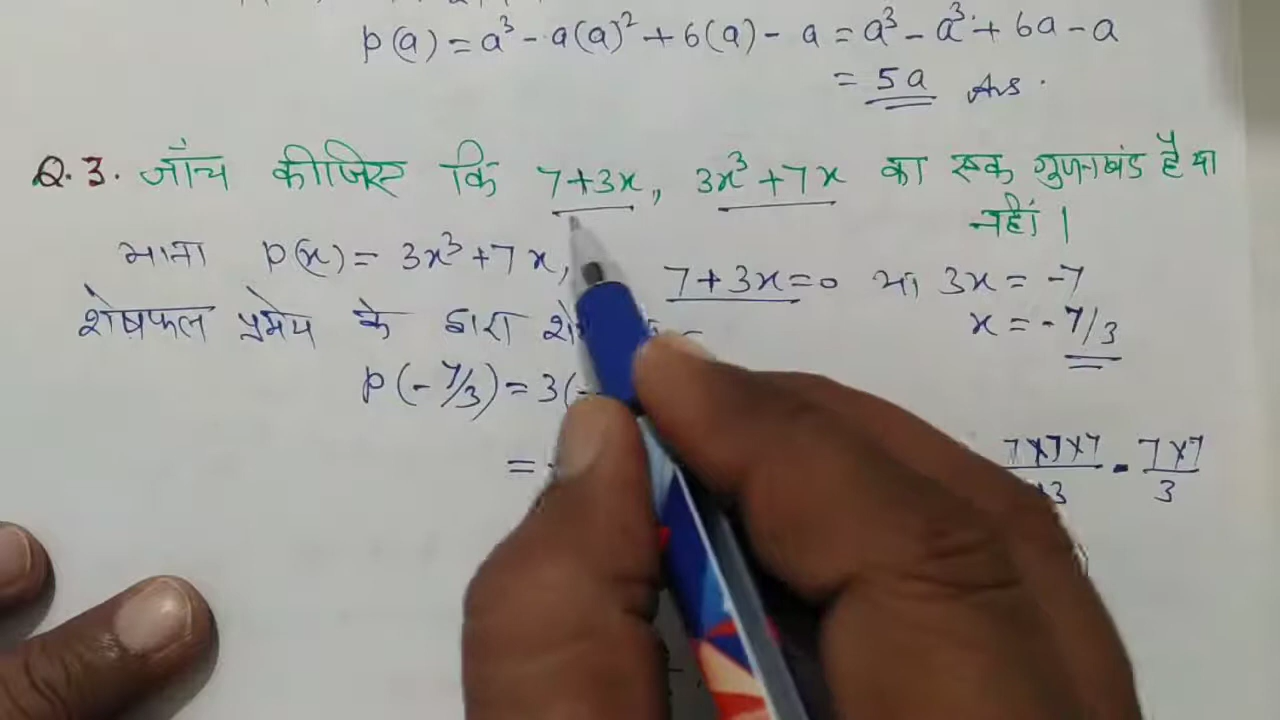 p(a) = a³ - a(a)² + 6(a) - a = a³ - a³ + 6a - a
= 5a Ans.
Q.3. जाँच कीजिए कि 7+3x, 3x³+7x का एक गुणनखंड है या
नहीं।
माना p(x) = 3x³+7x, 7+3x=0 या 3x = -7
शेषफल प्रमेय के द्वारा x = -7/3
p(-7/3) = 3(-
= 7×7×7 - 7×7
×3 3